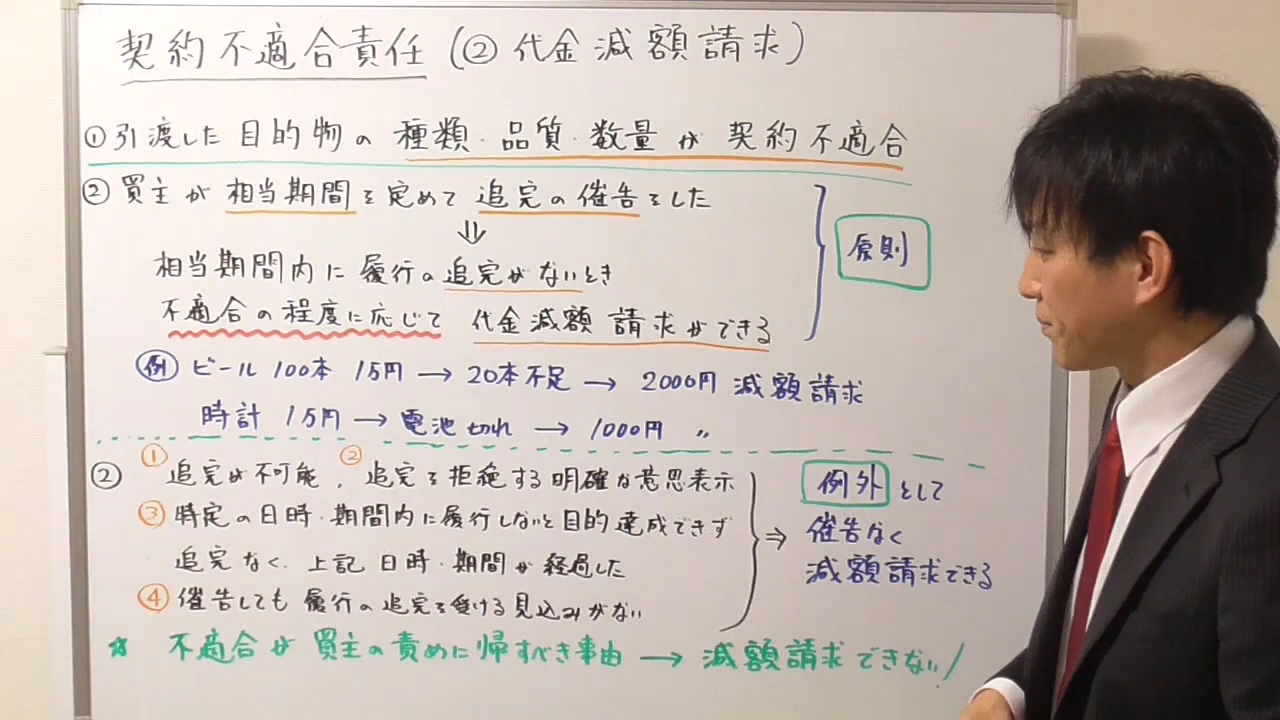 契約不適合責任(② 代金減額請求)
① 引渡した目的物の 種類・品質・数量が 契約不適合
② 買主が 相当期間を定めて 追完の催告をした
⇓
相当期間内に 履行の追完がないとき
不適合の程度に応じて 代金減額 請求ができる
原則
例 ビール 100本 1万円 → 20本不足 → 2000円 減額請求
時計 1万円 → 電池切れ → 1000円 〃
② ① 追完が不可能、② 追完を拒絶する明確な意思表示
③ 特定の日時・期間内に履行しないと目的達成できず
追完なく、上記 日時・期間が経過した
④ 催告しても 履行の追完を受ける見込みがない
⇒ 例外として
催告なく
減額請求できる
☆ 不適合が 買主の責めに帰すべき事由 → 減額請求できない!